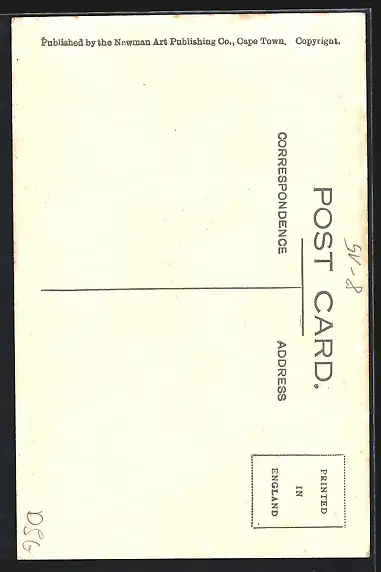 Published by the Newman Art Publishing Co., Cape Town. Copyright.
POST CARD.
CORRESPONDENCE
ADDRESS
PRINTED
IN
ENGLAND